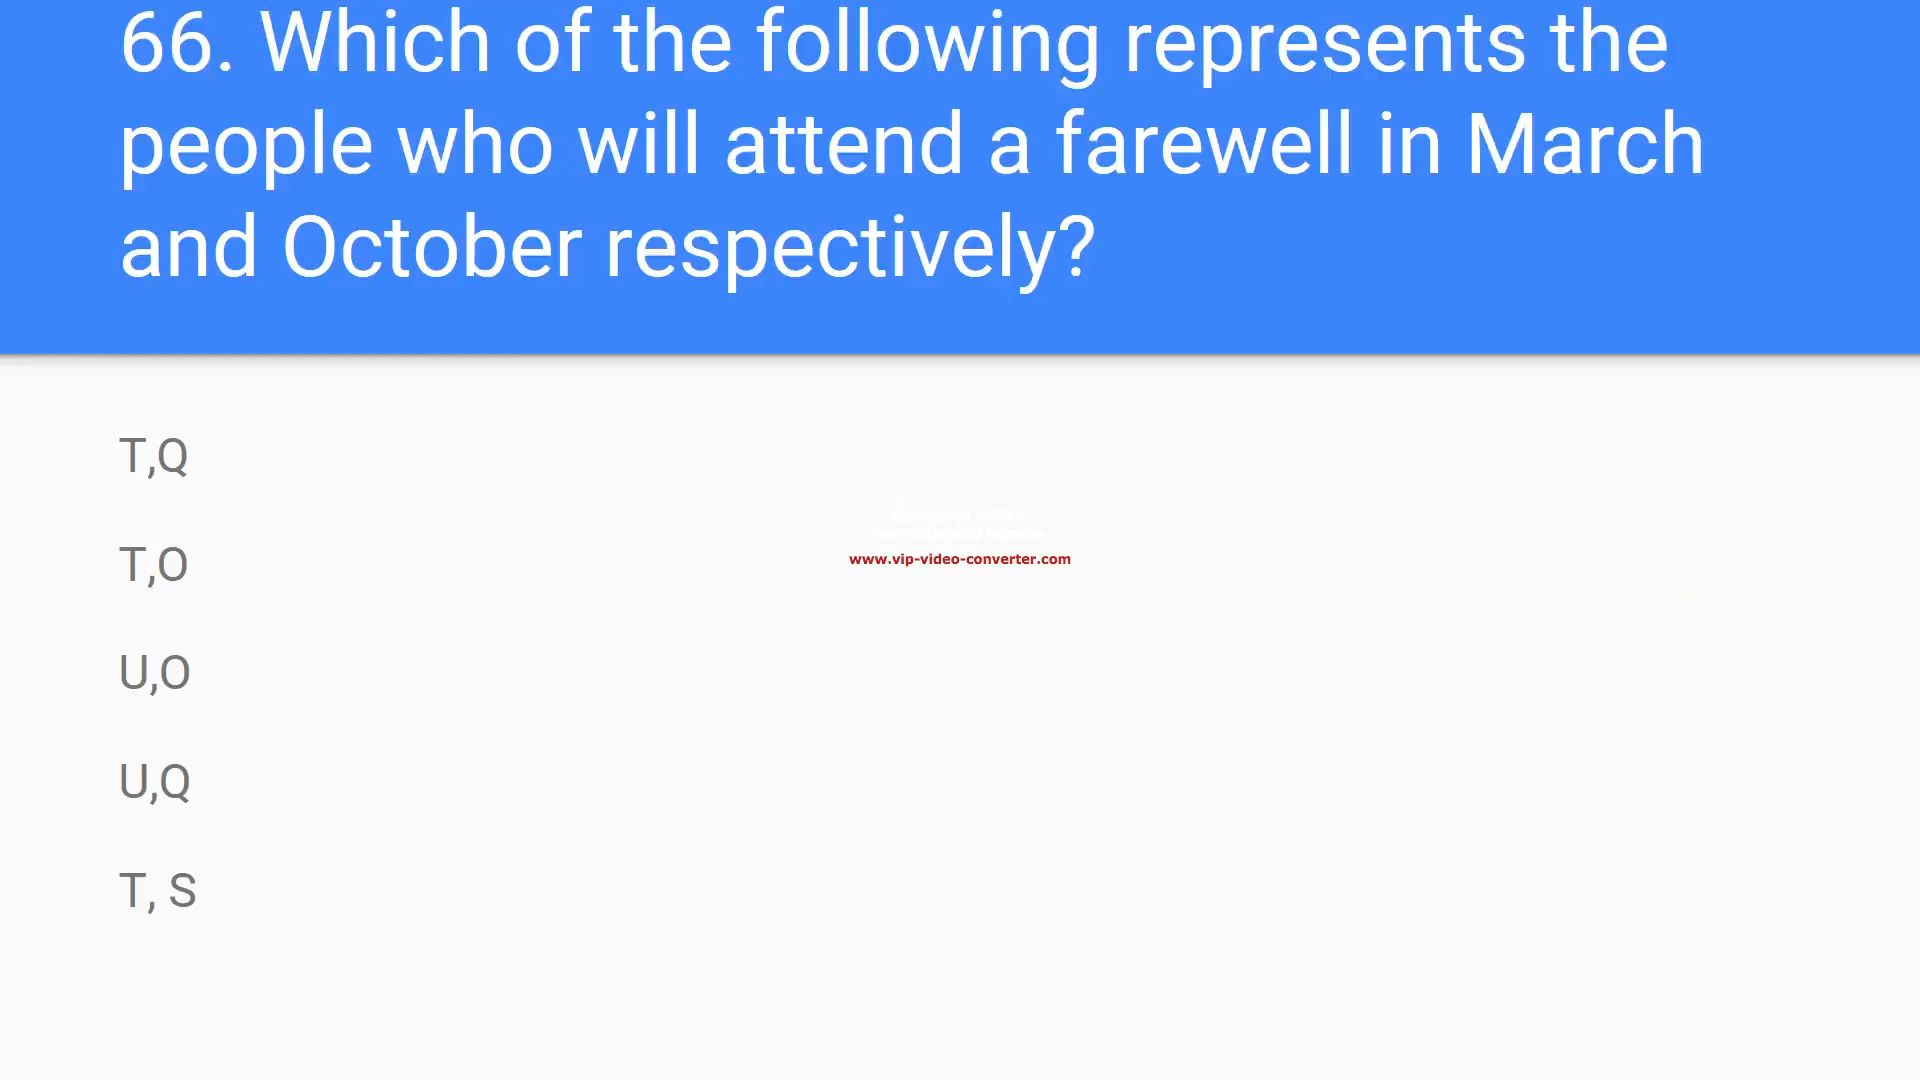 66. Which of the following represents the
people who will attend a farewell in March
and October respectively?
T,Q
T,O
www.vip-video-converter.com
U,O
U,Q
T, S